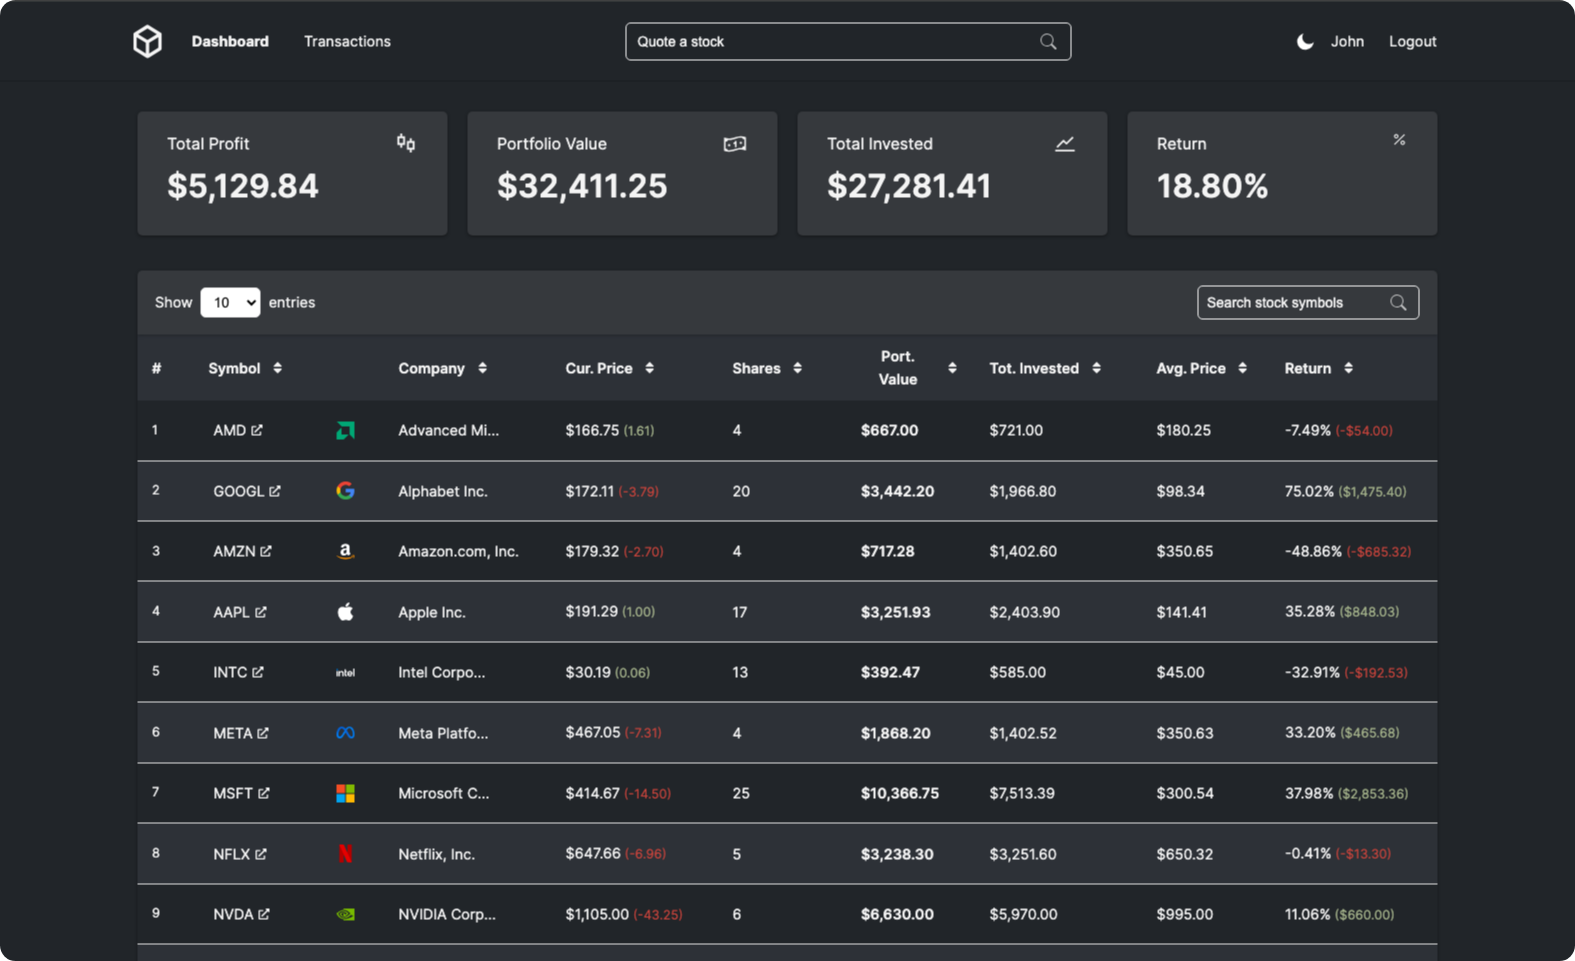 Dashboard Transactions Quote a stock John Logout
Total Profit Portfolio Value Total Invested Return %
$5,129.84 $32,411.25 $27,281.41 18.80%
Show 10 entries Search stock symbols
# Symbol Company Cur. Price Shares Port. Value Tot. Invested Avg. Price Return
1 AMD Advanced Mi... $166.75 (1.61) 4 $667.00 $721.00 $180.25 -7.49% (-$54.00)
2 GOOGL G Alphabet Inc. $172.11 (-3.79) 20 $3,442.20 $1,966.80 $98.34 75.02% ($1,475.40)
3 AMZN a Amazon.com, Inc. $179.32 (-2.70) 4 $717.28 $1,402.60 $350.65 -48.86% (-$685.32)
4 AAPL Apple Inc. $191.29 (1.00) 17 $3,251.93 $2,403.90 $141.41 35.28% ($848.03)
5 INTC intel Intel Corpo... $30.19 (0.06) 13 $392.47 $585.00 $45.00 -32.91% (-$192.53)
6 META Meta Platfo... $467.05 (-7.31) 4 $1,868.20 $1,402.52 $350.63 33.20% ($465.68)
7 MSFT Microsoft C... $414.67 (-14.50) 25 $10,366.75 $7,513.39 $300.54 37.98% ($2,853.36)
8 NFLX N Netflix, Inc. $647.66 (-6.96) 5 $3,238.30 $3,251.60 $650.32 -0.41% (-$13.30)
9 NVDA NVIDIA Corp... $1,105.00 (-43.25) 6 $6,630.00 $5,970.00 $995.00 11.06% ($660.00)